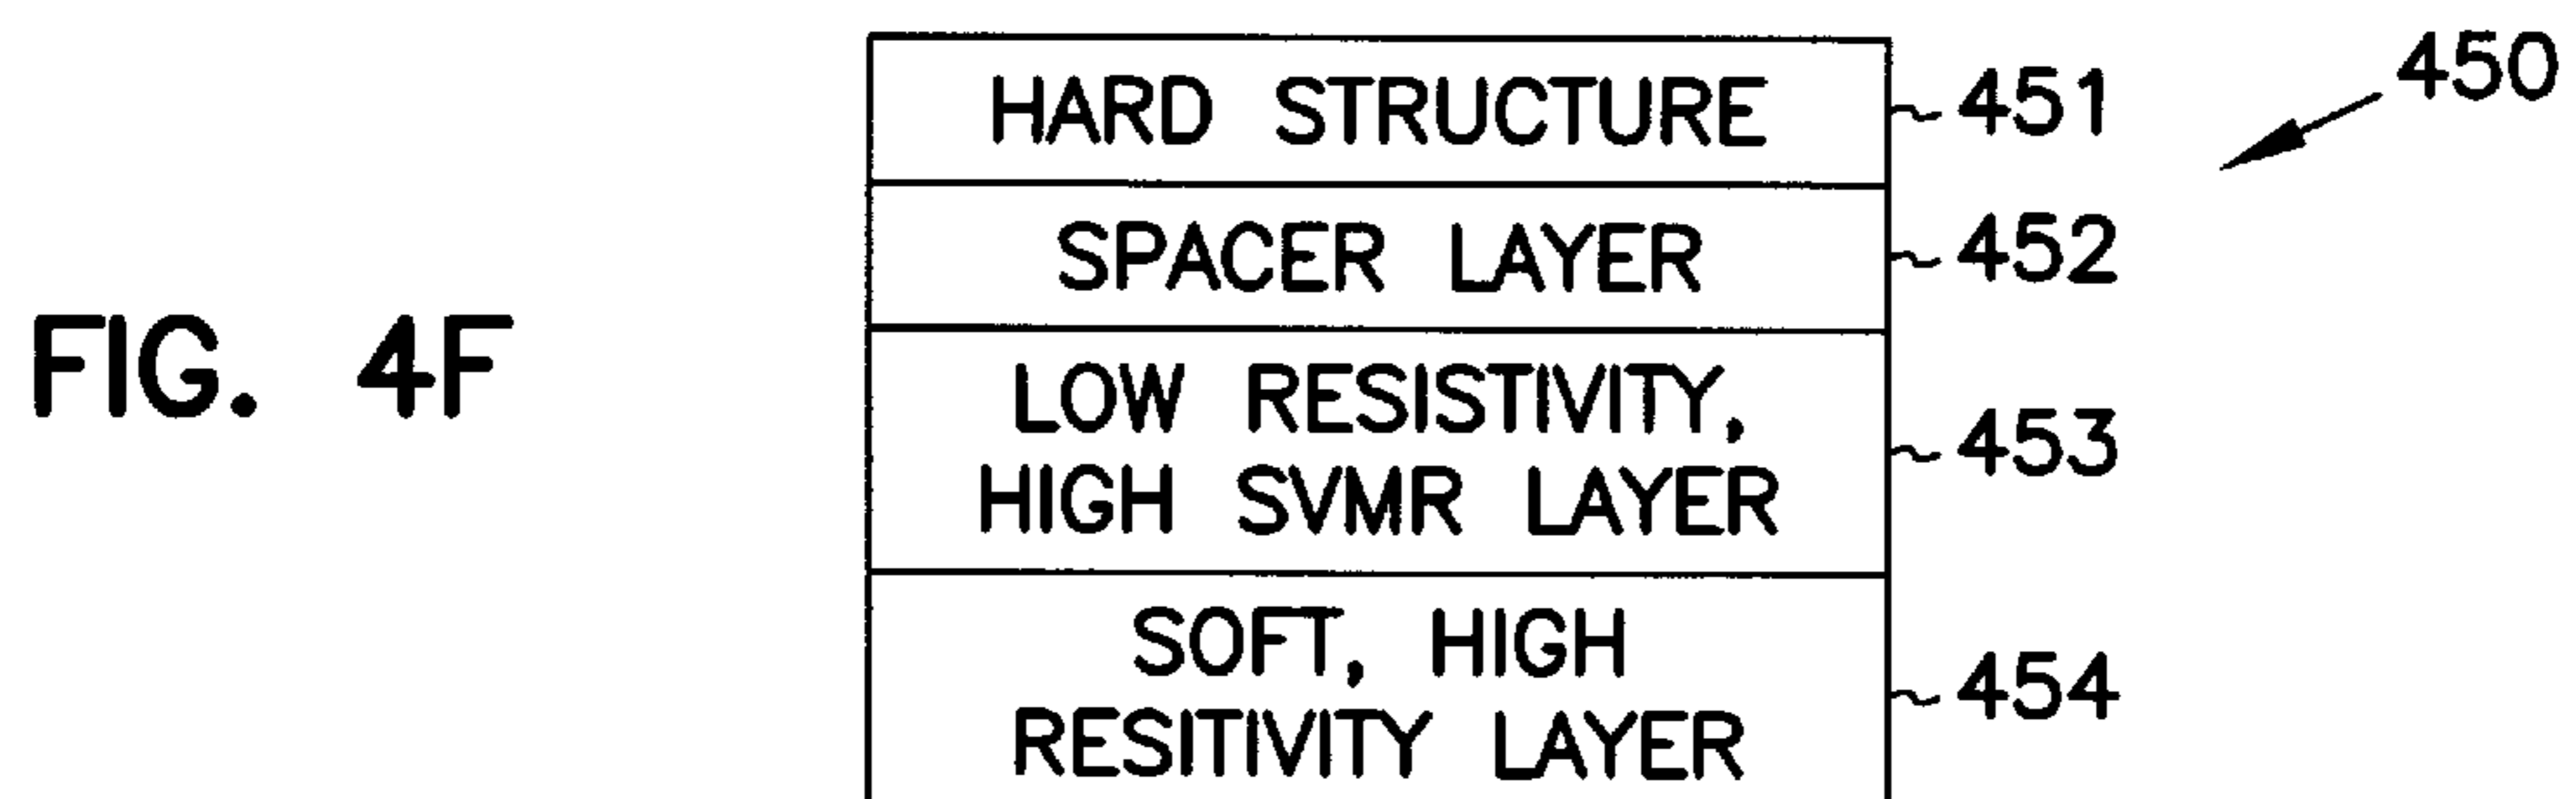 450
HARD STRUCTURE 451
SPACER LAYER 452
FIG. 4F
LOW RESISTIVITY,
HIGH SVMR LAYER 453
SOFT, HIGH
RESITIVITY LAYER 454